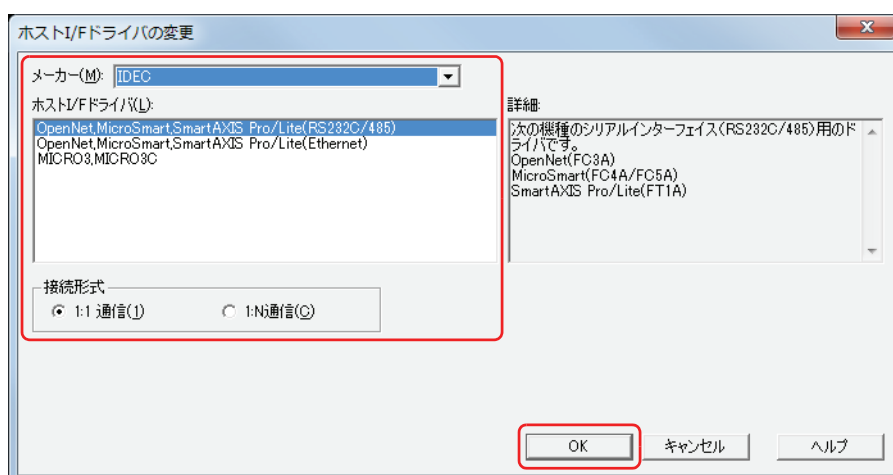 ホストI/Fドライバの変更
メーカー(M): IDEC
ホストI/Fドライバ(L):
OpenNet,MicroSmart,SmartAXIS Pro/Lite(RS232C/485)
OpenNet,MicroSmart,SmartAXIS Pro/Lite(Ethernet)
MICRO3,MICRO3C
詳細:
次の機種のシリアルインターフェイス(RS232C/485)用のド
ライバです。
OpenNet(FC3A)
MicroSmart(FC4A/FC5A)
SmartAXIS Pro/Lite(FT1A)
接続形式
1:1 通信(1)
1:N通信(C)
OK
キャンセル
ヘルプ